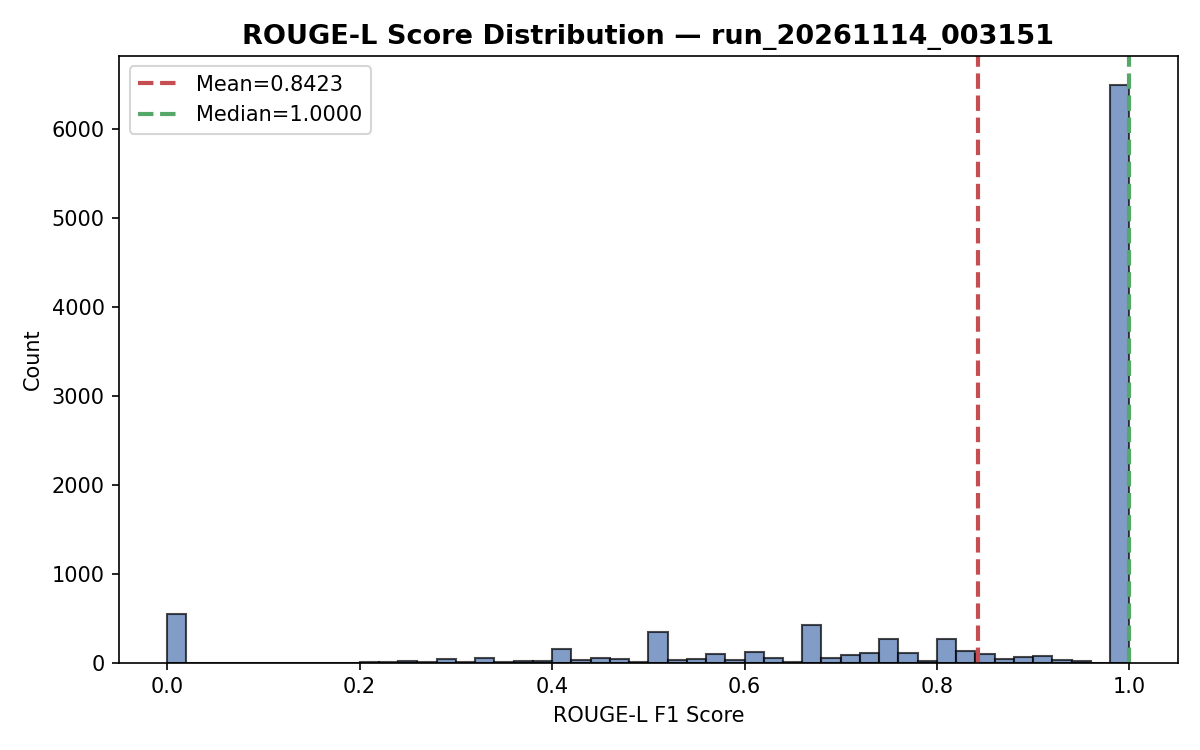 ROUGE-L Score Distribution — run_20261114_003151
Mean=0.8423
Median=1.0000
6000
5000
4000
3000
2000
1000
0
Count
0.0 0.2 0.4 0.6 0.8 1.0
ROUGE-L F1 Score